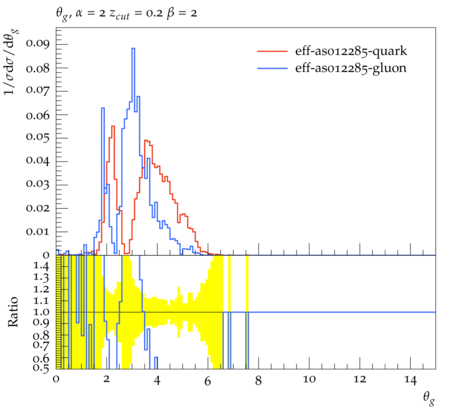 θg, α = 2 zcut = 0.2 β = 2
1/σdσ/dθg
0.09
0.08
0.07
0.06
0.05
0.04
0.03
0.02
0.01
0
eff-as012285-quark
eff-as012285-gluon
Ratio
1.4
1.3
1.2
1.1
1.0
0.9
0.8
0.7
0.6
0.5
0 2 4 6 8 10 12 14
θg